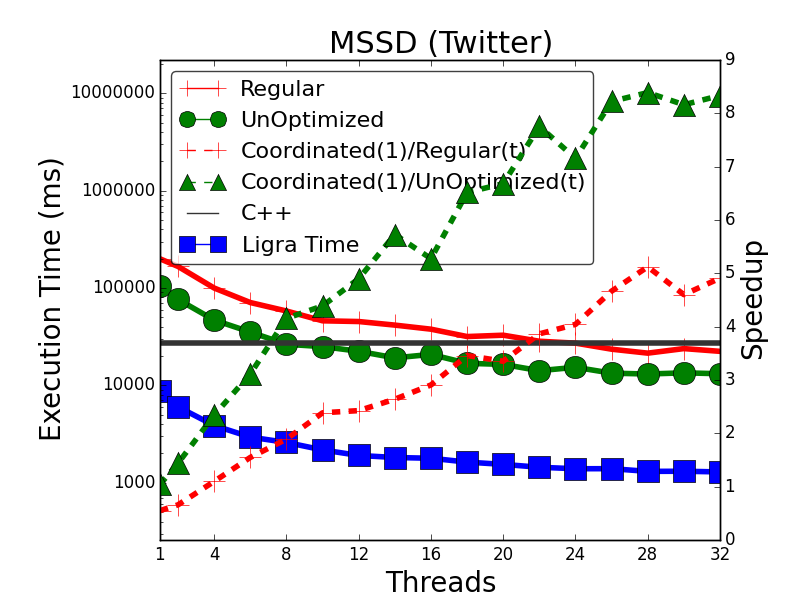 MSSD (Twitter)
Regular
UnOptimized
Coordinated(1)/Regular(t)
Coordinated(1)/UnOptimized(t)
C++
Ligra Time
Execution Time (ms)
10000000
1000000
100000
10000
1000
Speedup
9
8
7
6
5
4
3
2
1
0
1 4 8 12 16 20 24 28 32
Threads